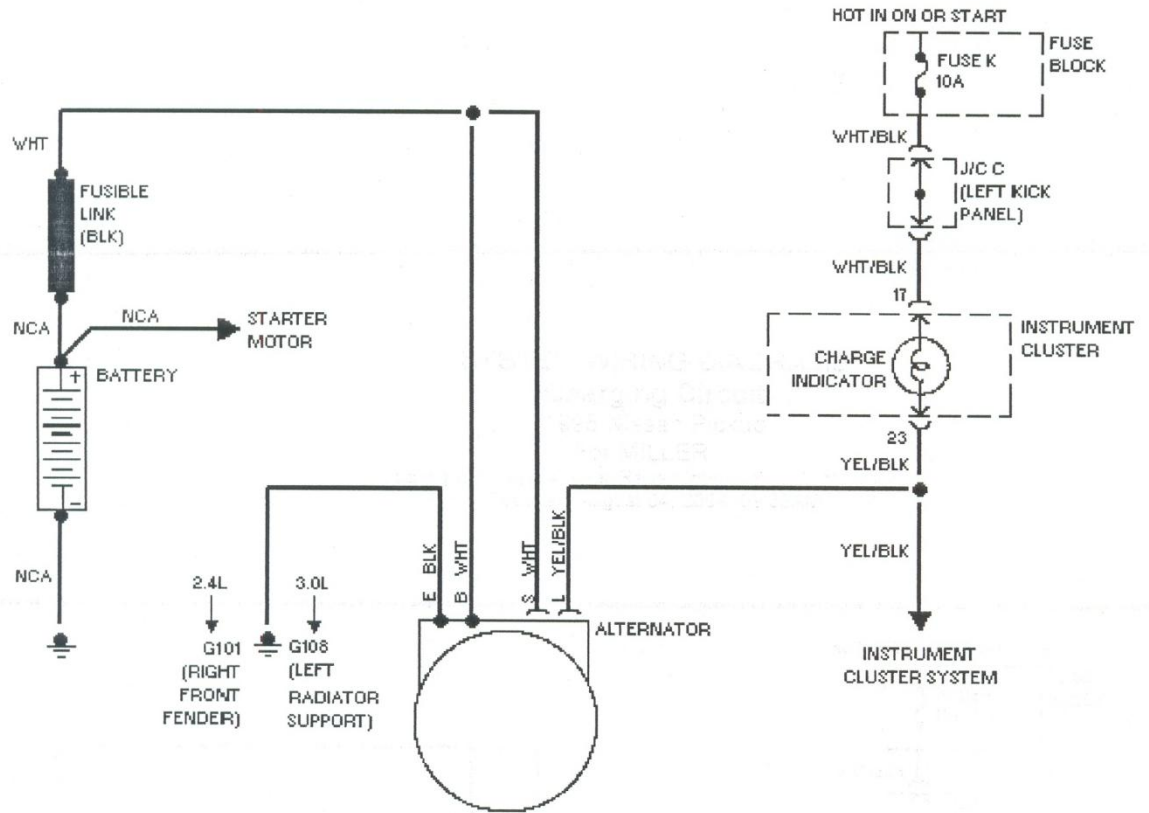 HOT IN ON OR START
FUSE K
10A
FUSE
BLOCK
WHT/BLK
J/C C
(LEFT KICK
PANEL)
WHT/BLK
17
INSTRUMENT
CLUSTER
CHARGE
INDICATOR
23
YEL/BLK
YEL/BLK
INSTRUMENT
CLUSTER SYSTEM
WHT
FUSIBLE
LINK
(BLK)
NCA
NCA
STARTER
MOTOR
BATTERY
+
-
NCA
2.4L
G101
(RIGHT
FRONT
FENDER)
3.0L
G108
(LEFT
RADIATOR
SUPPORT)
E BLK
B WHT
S WHT
L YEL/BLK
ALTERNATOR